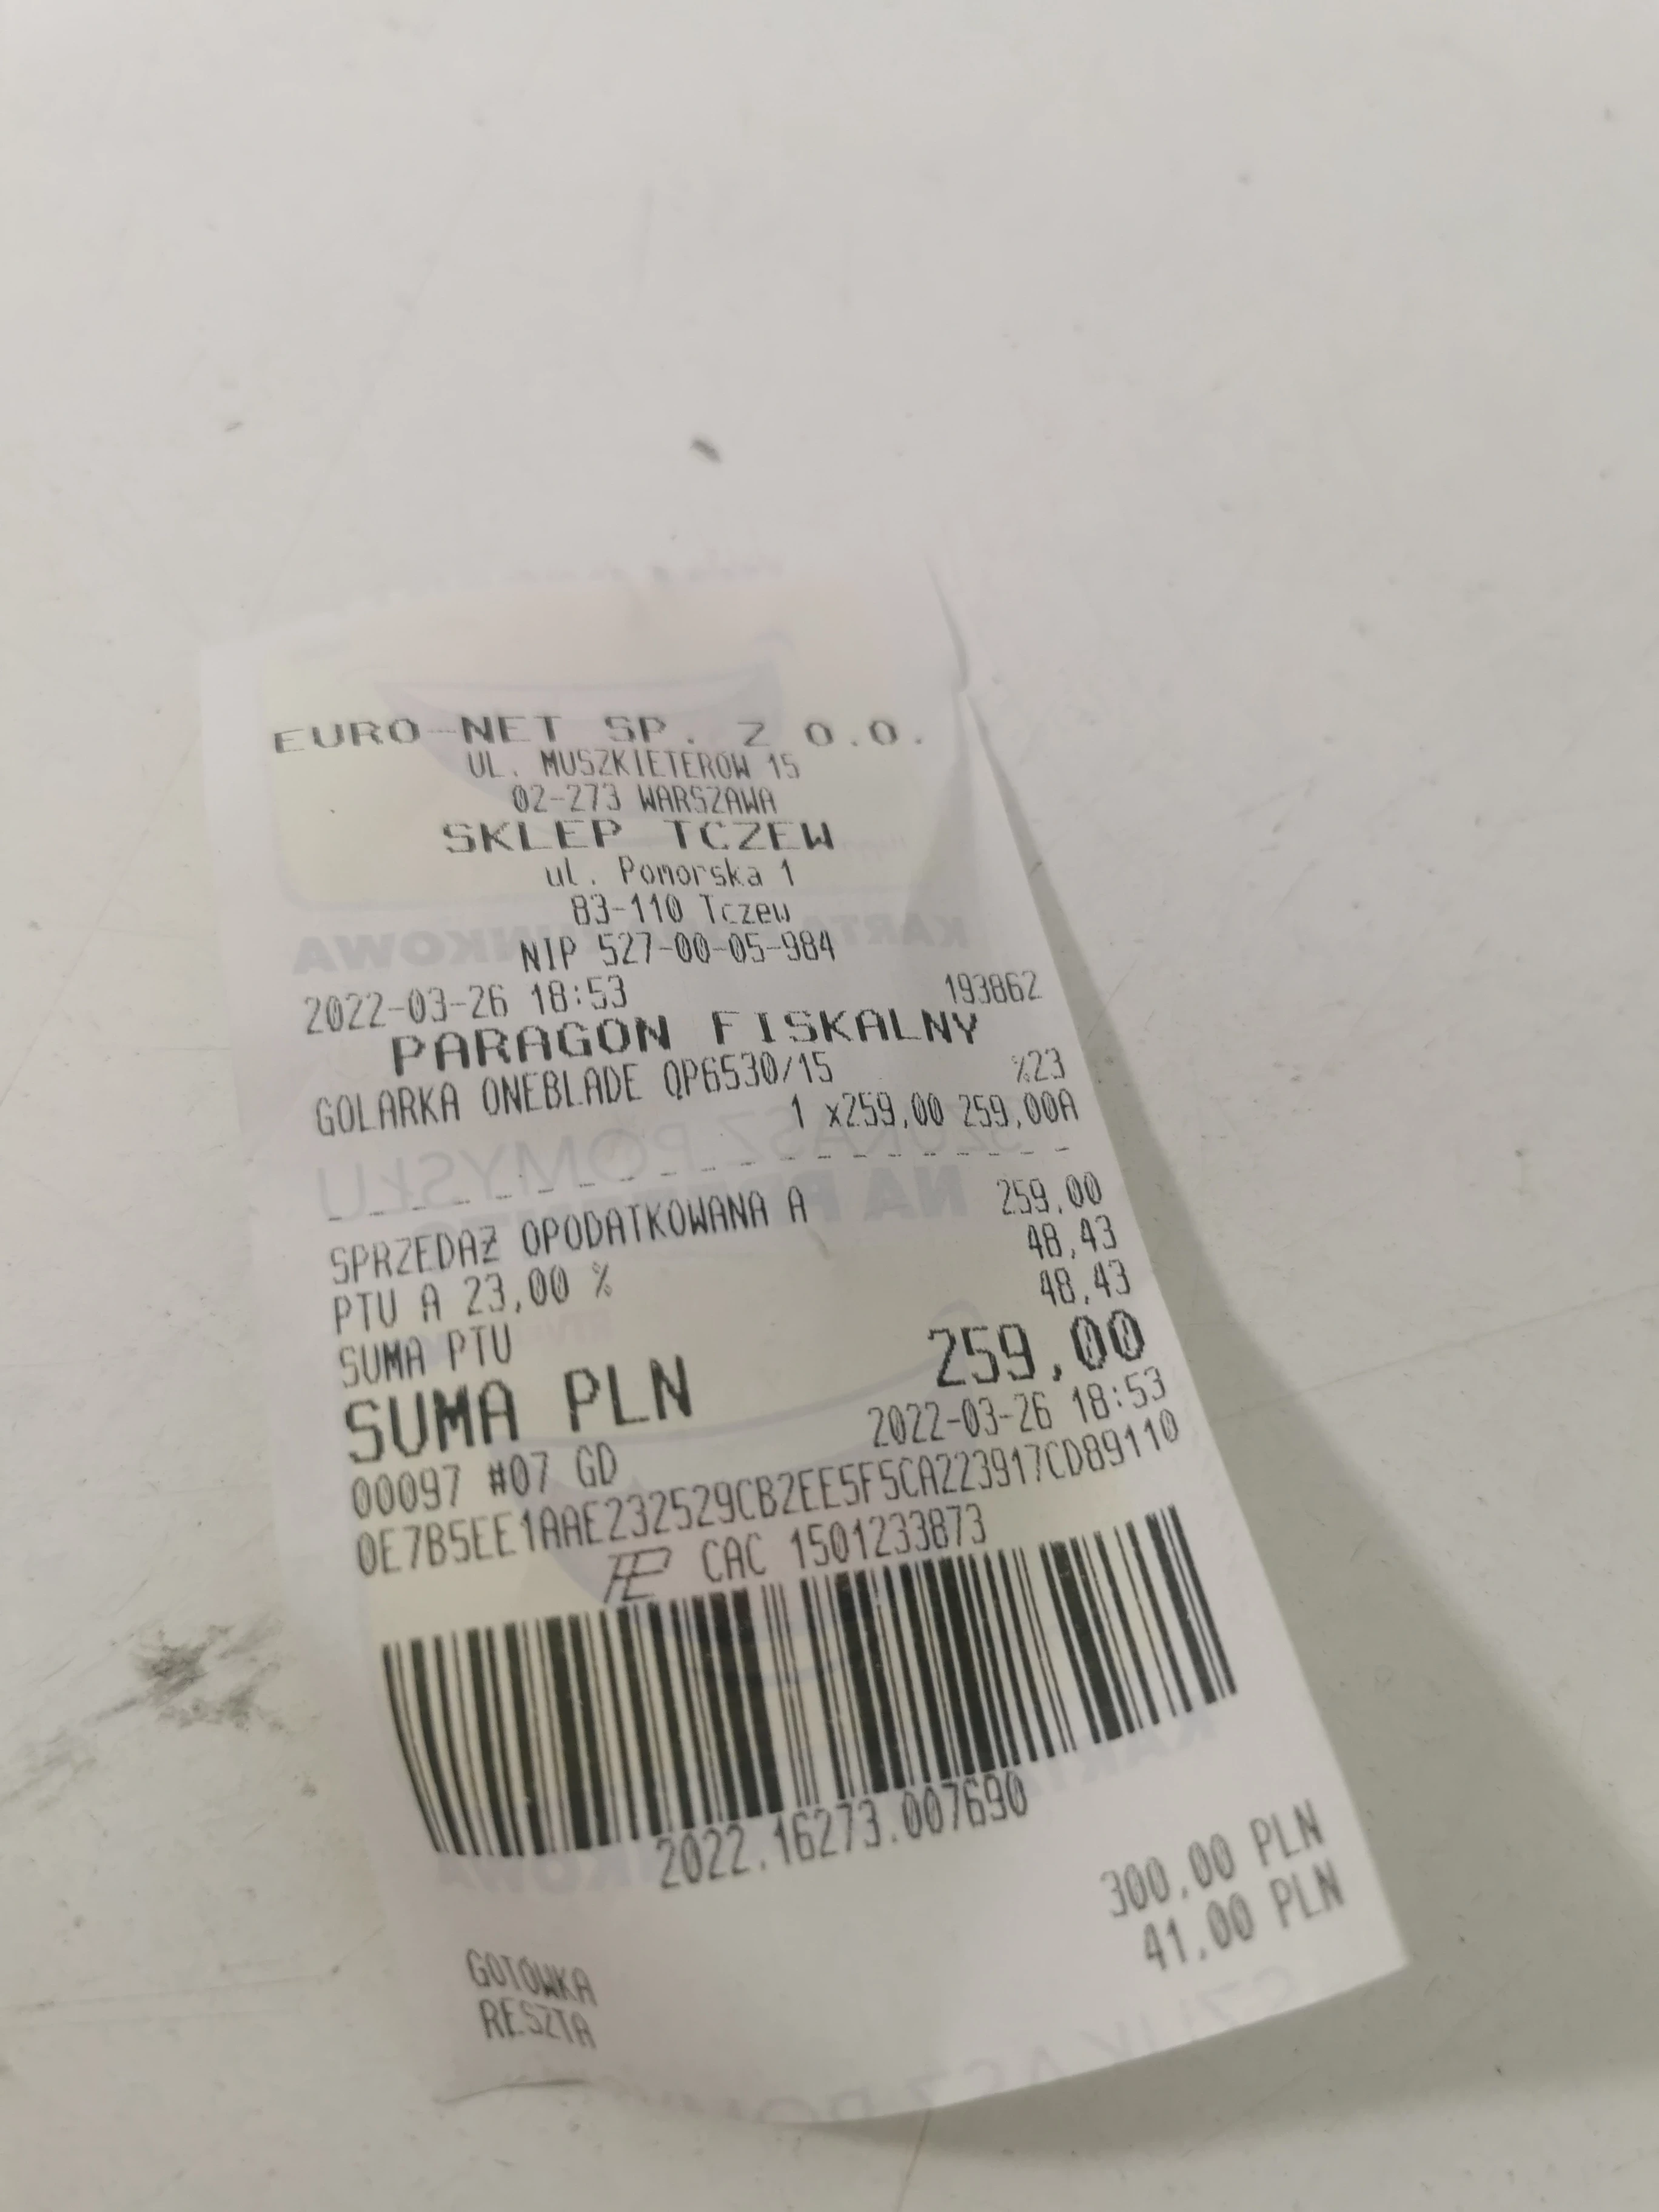 EURO-NET SP. Z O.O.
UL. MUSZKIETERÓW 15
02-273 WARSZAWA
SKLEP TCZEW
ul. Pomorska 1
83-110 Tczew
NIP 527-00-05-984
2022-03-26 18:53 193862
PARAGON FISKALNY
GOLARKA ONEBLADE QP6530/15 %23
1 x259,00 259,00A
SPRZEDAŻ OPODATKOWANA A 259,00
PTU A 23,00 % 48,43
SUMA PTU 48,43
SUMA PLN 259,00
00097 #07 GD 2022-03-26 18:53
0E7B5EE1AAE232529CB2EE5F5CA223917CD89110
CAC 1501233873
2022.16273.007690
GOTÓWKA 300,00 PLN
RESZTA 41,00 PLN